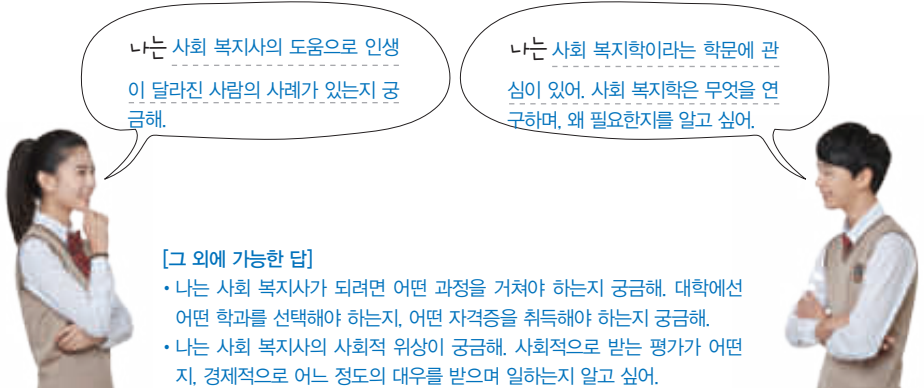 나는 사회 복지사의 도움으로 인생
이 달라진 사람의 사례가 있는지 궁
금해.
나는 사회 복지학이라는 학문에 관
심이 있어. 사회 복지학은 무엇을 연
구하며, 왜 필요한지를 알고 싶어.
[그 외에 가능한 답]
• 나는 사회 복지사가 되려면 어떤 과정을 거쳐야 하는지 궁금해. 대학에선
어떤 학과를 선택해야 하는지, 어떤 자격증을 취득해야 하는지 궁금해.
• 나는 사회 복지사의 사회적 위상이 궁금해. 사회적으로 받는 평가가 어떤
지, 경제적으로 어느 정도의 대우를 받으며 일하는지 알고 싶어.